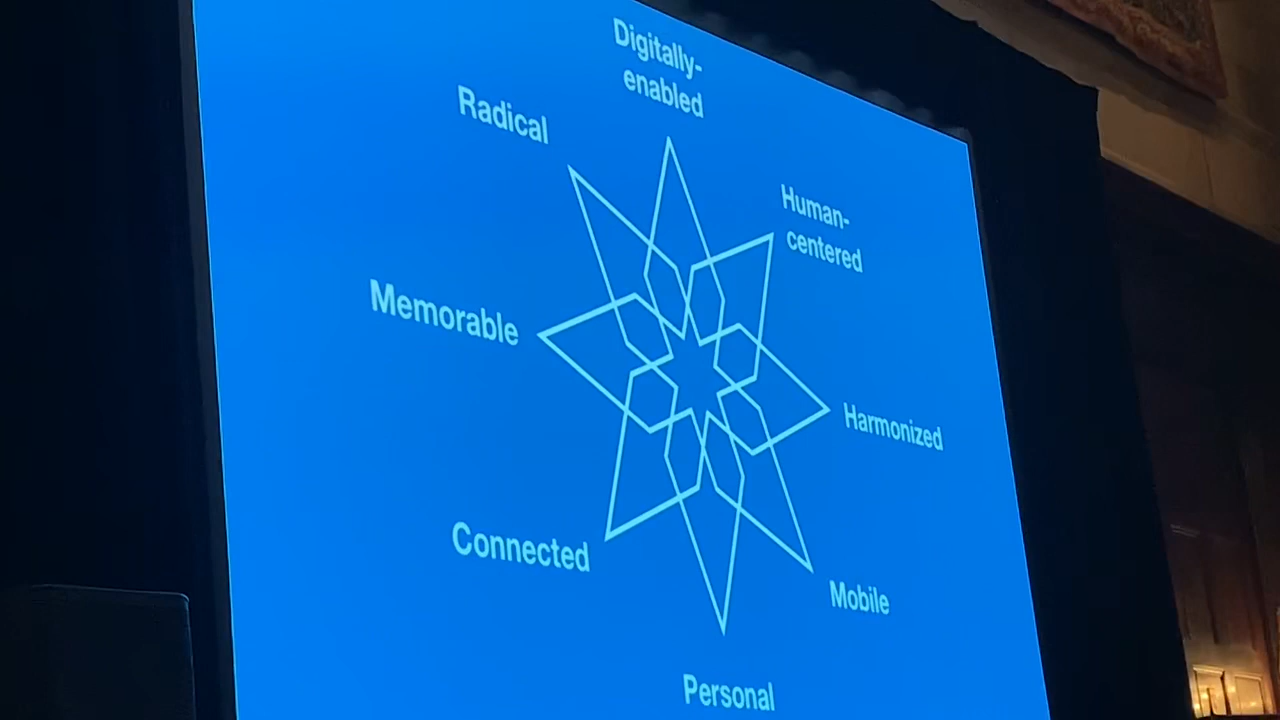 Digitally-
enabled
Radical
Human-
centered
Memorable
Harmonized
Connected
Mobile
Personal